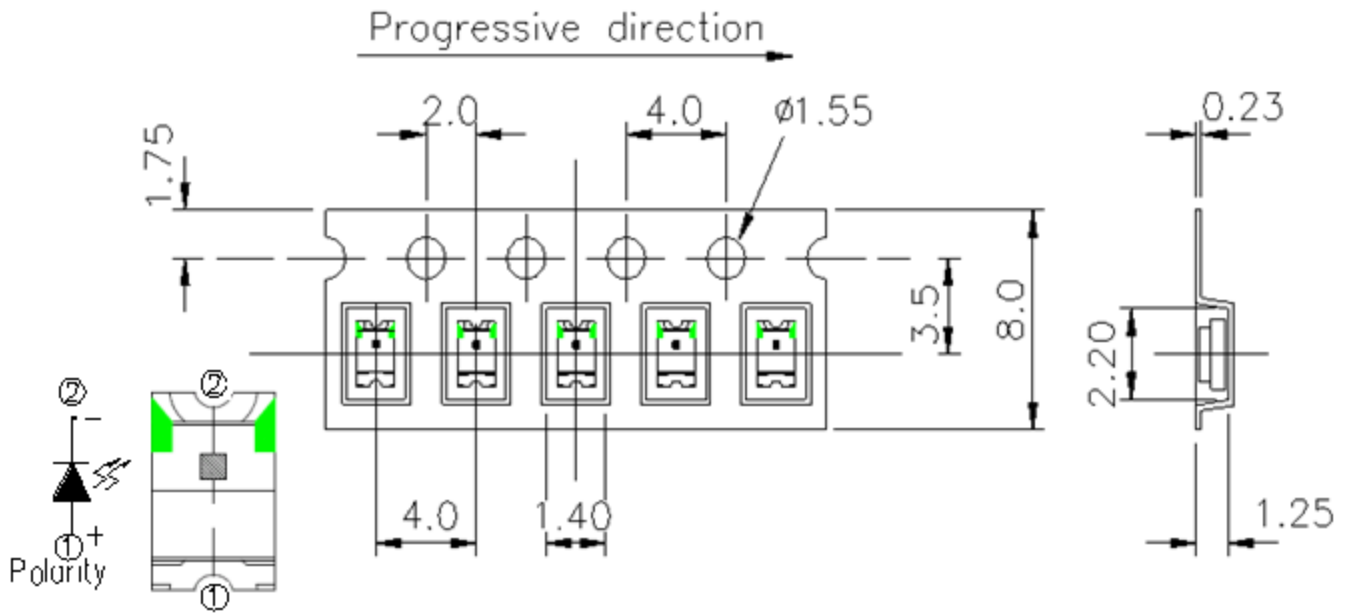 Progressive direction
2.0 4.0 ø1.55 0.23
1.75
3.5
8.0
2.20
② ②
-
4.0 1.40 1.25
① +
Polarity
①